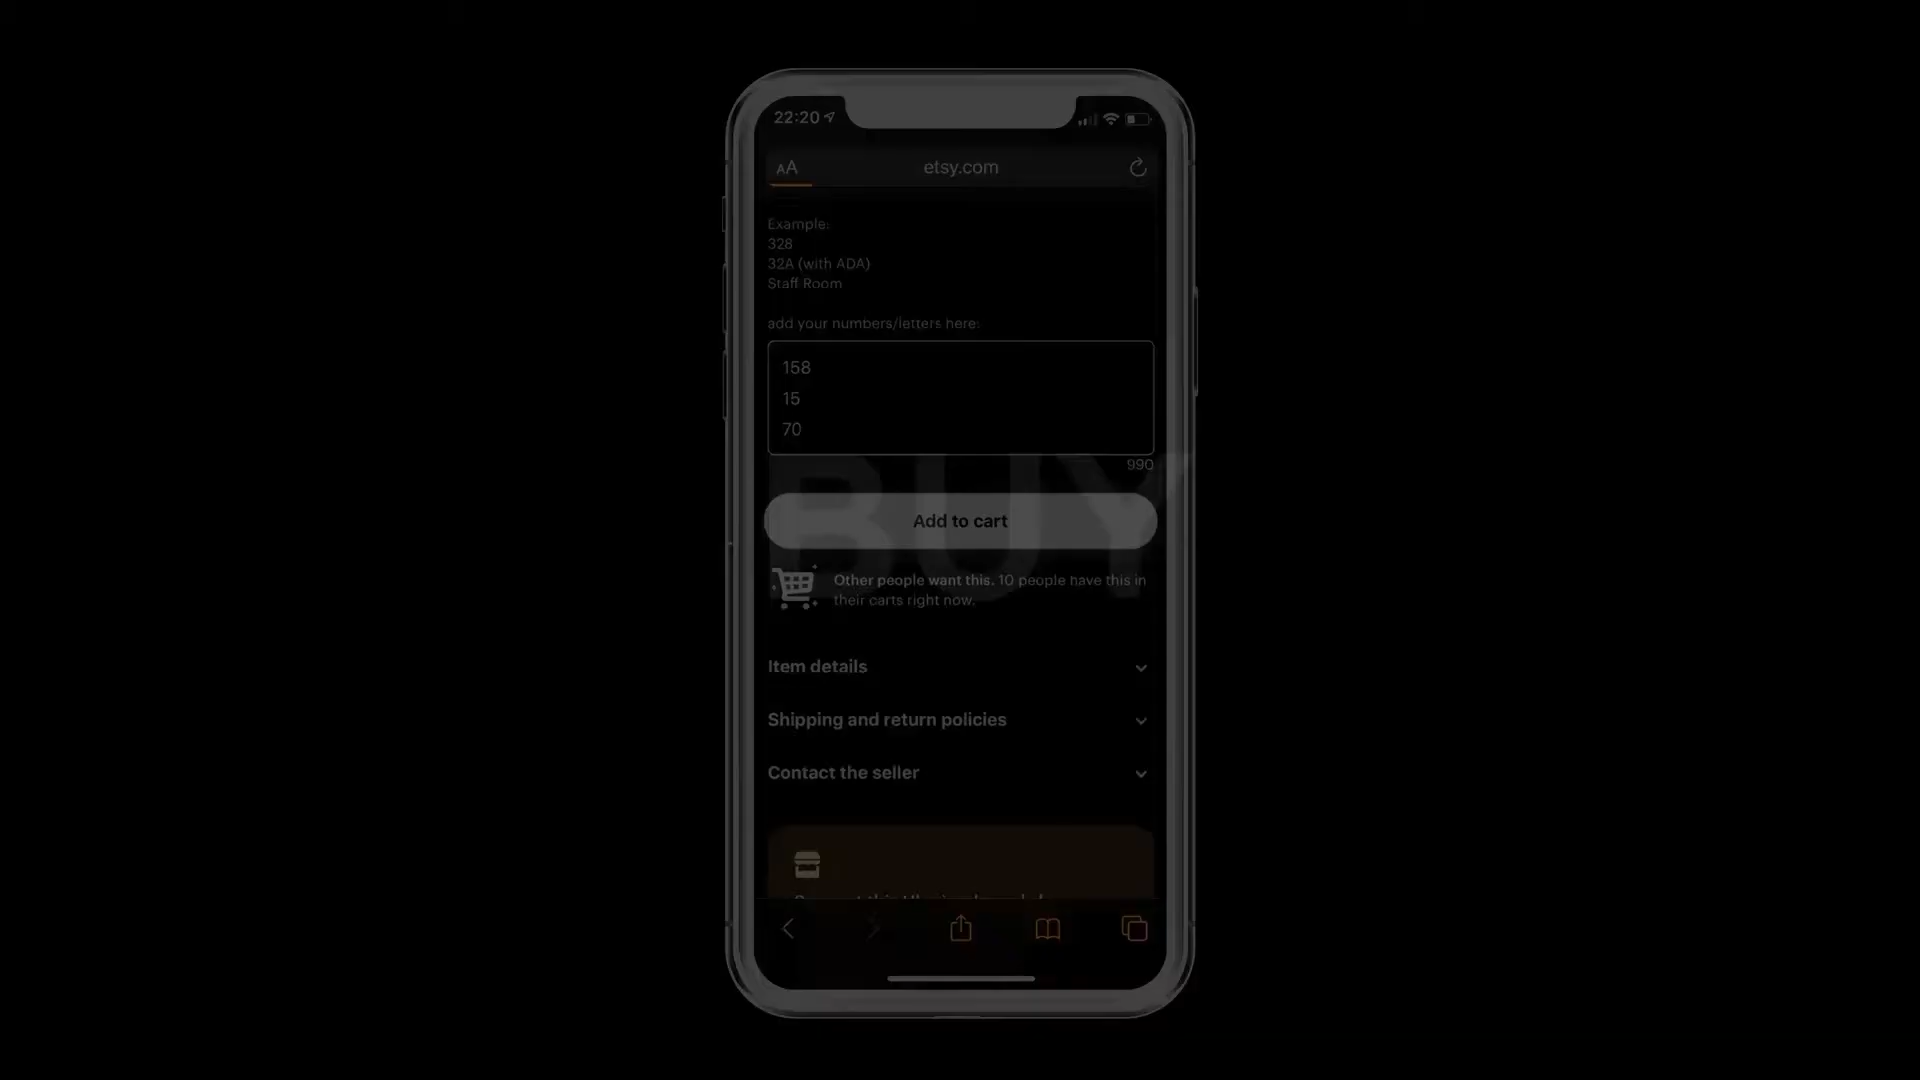 22:20
AA
etsy.com
Example:
328
32A (with ADA)
Staff Room
add your numbers/letters here:
158
15
70
990
BUY
Add to cart
Other people want this. 10 people have this in
their carts right now.
Item details
Shipping and return policies
Contact the seller